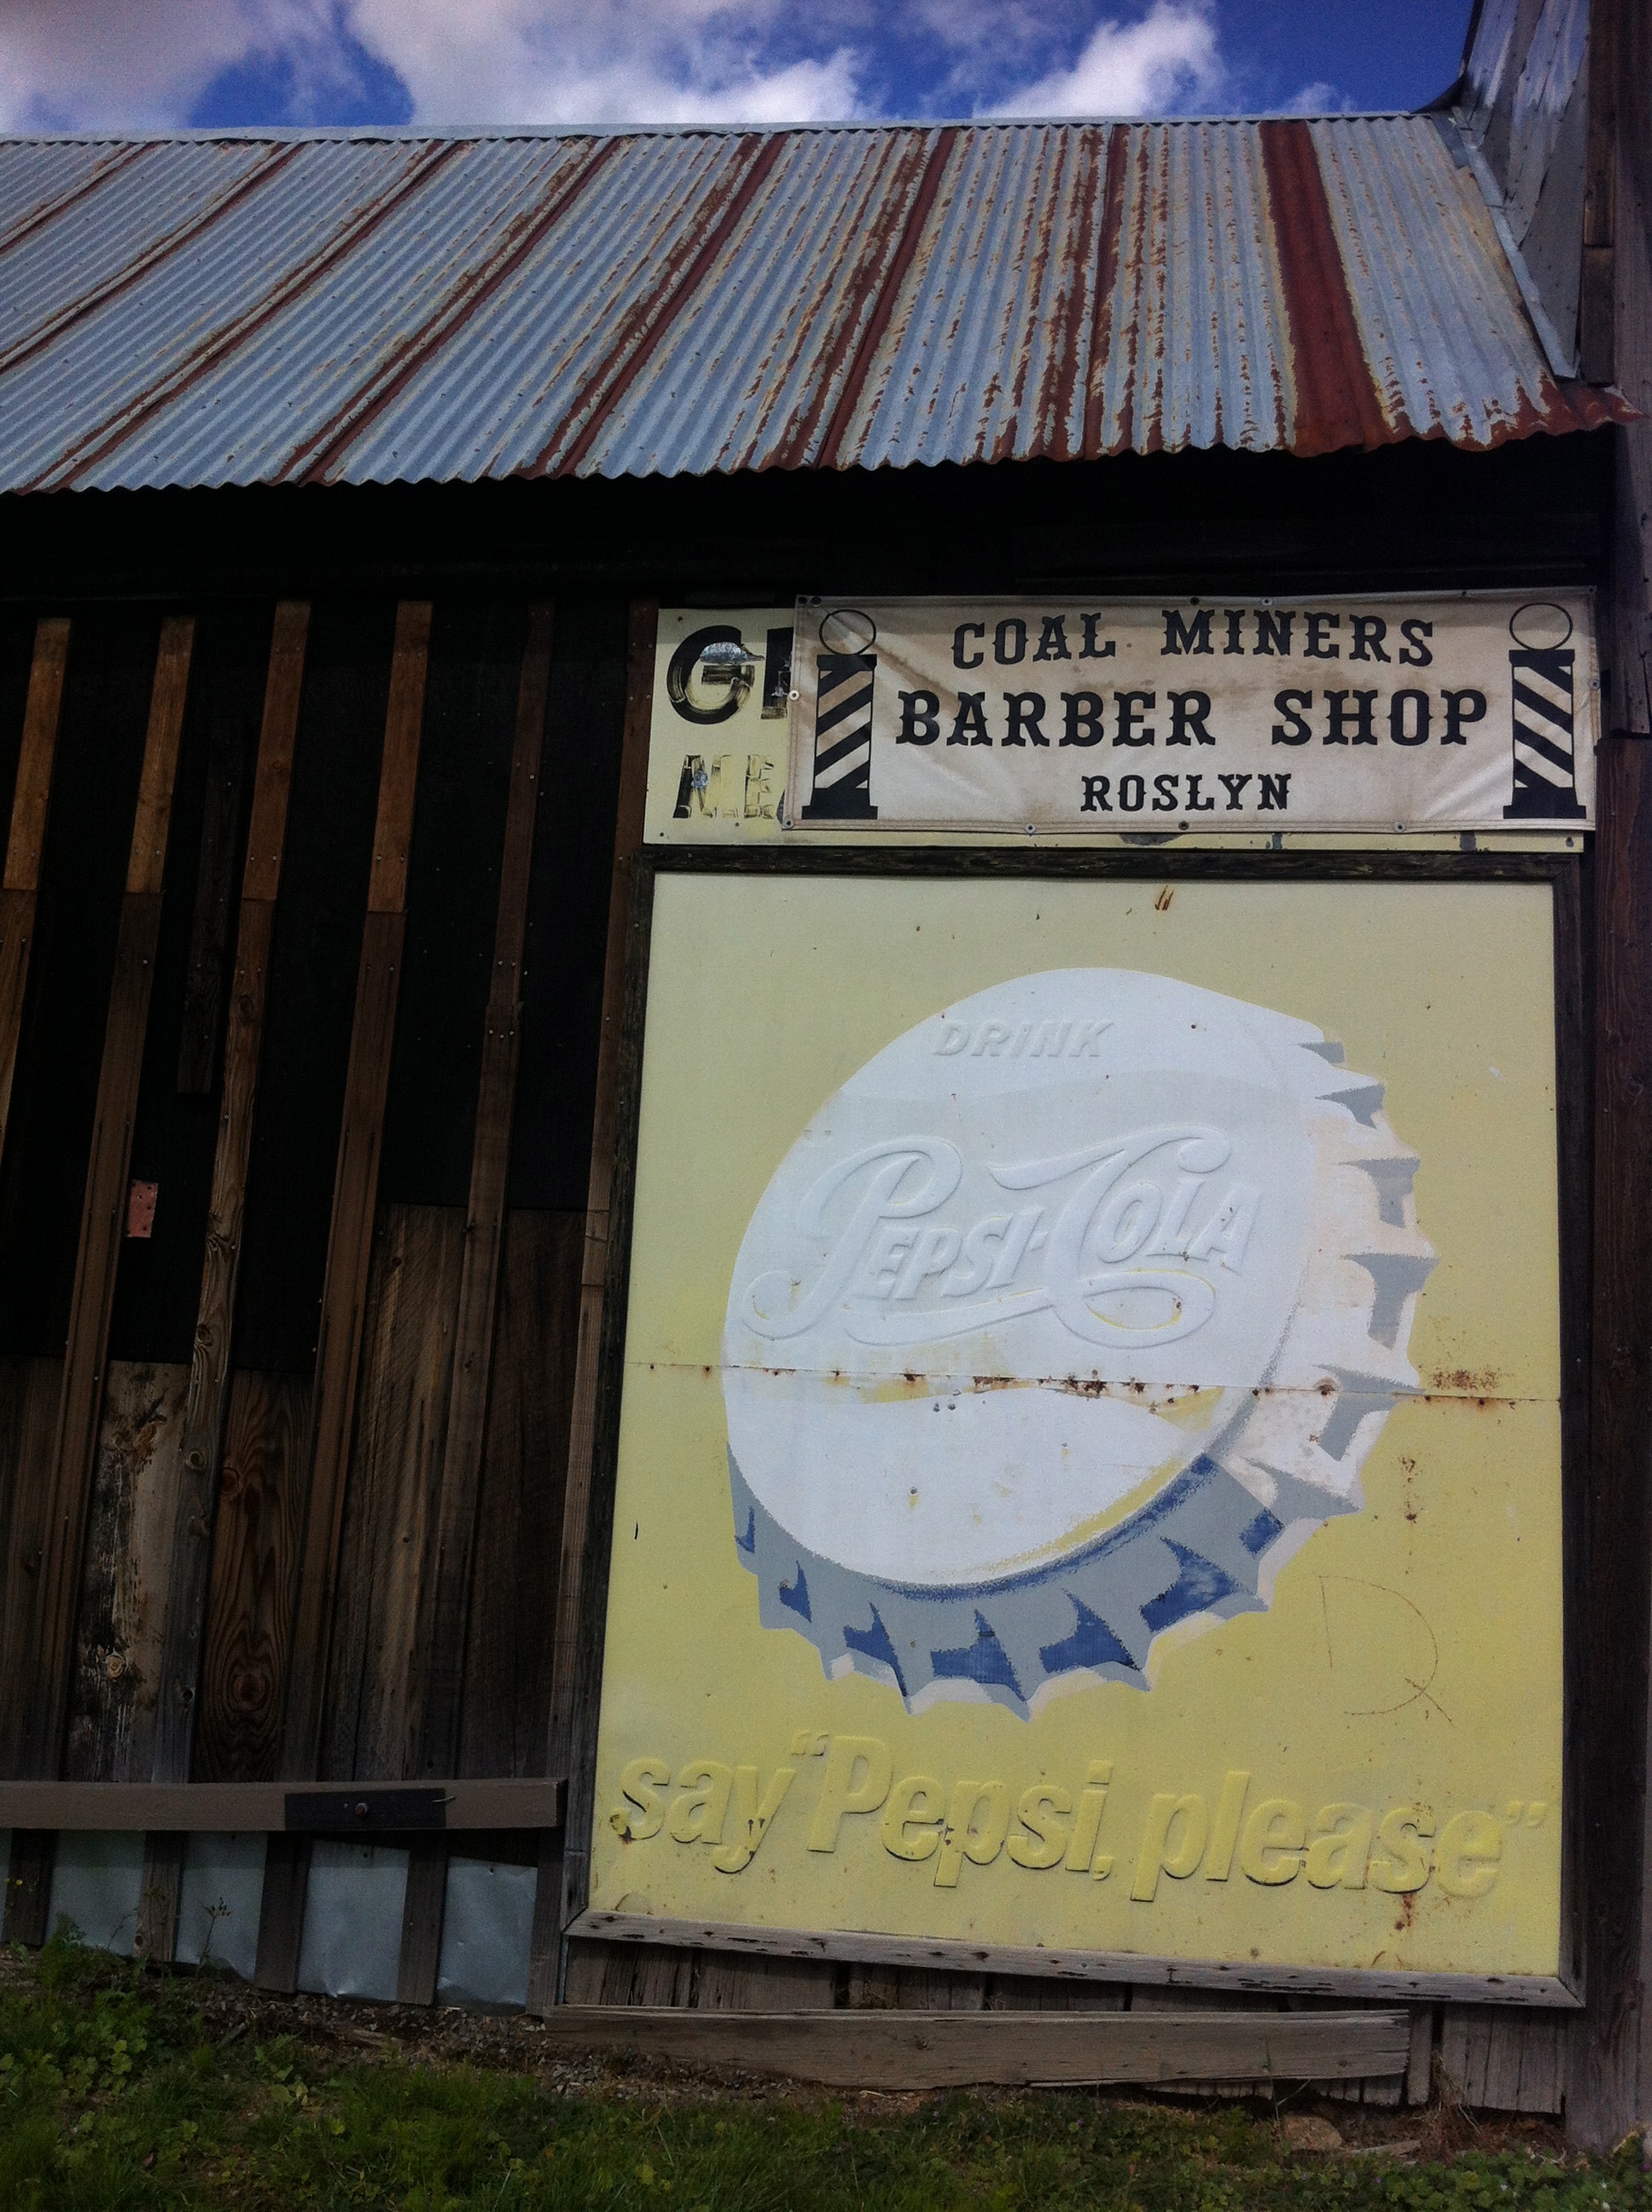 COAL MINERS
BARBER SHOP
ROSLYN
DRINK
PEPSI-COLA
say "Pepsi, please"